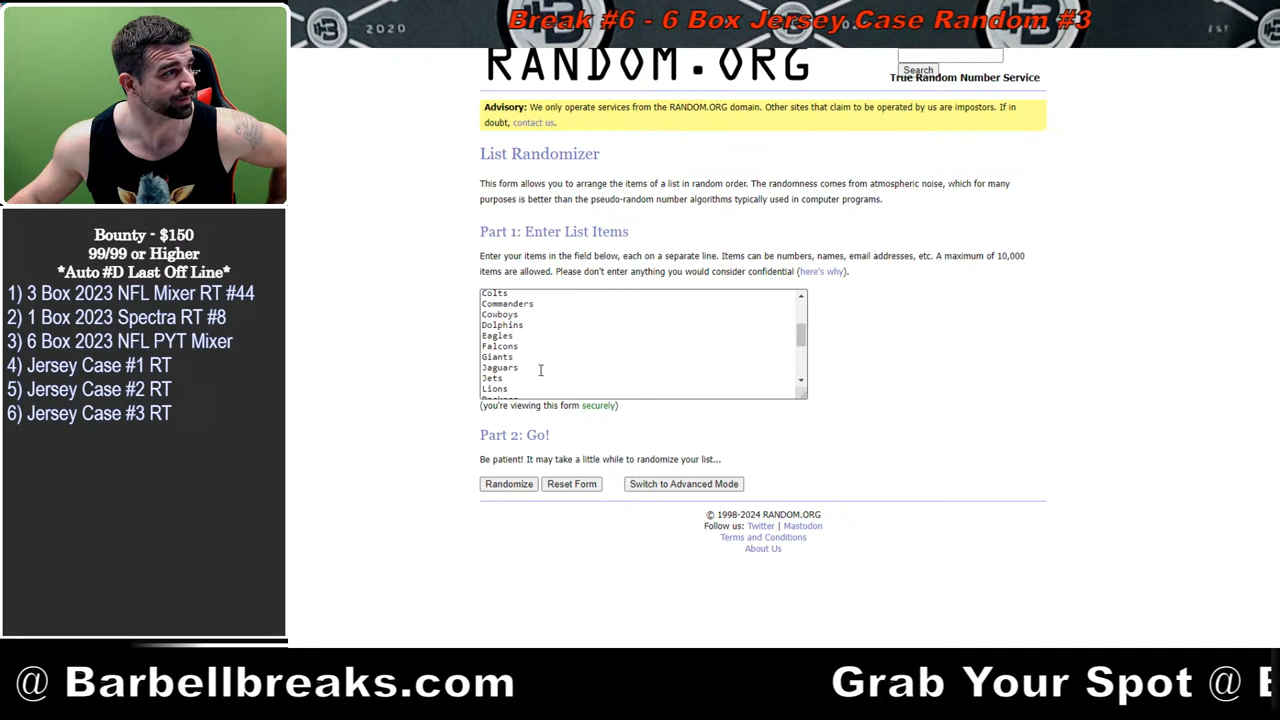 Break #6 - 6 Box Jersey Case Random #3
2020
EST
RANDOM.ORG
Search
True Random Number Service
Advisory: We only operate services from the RANDOM.ORG domain. Other sites that claim to be operated by us are impostors. If in
doubt, contact us.
List Randomizer
This form allows you to arrange the items of a list in random order. The randomness comes from atmospheric noise, which for many
purposes is better than the pseudo-random number algorithms typically used in computer programs.
Part 1: Enter List Items
Enter your items in the field below, each on a separate line. Items can be numbers, names, email addresses, etc. A maximum of 10,000
items are allowed. Please don't enter anything you would consider confidential (here's why).
Colts
Commanders
Cowboys
Dolphins
Eagles
Falcons
Giants
Jaguars
Jets
Lions
(you're viewing this form securely)
Part 2: Go!
Be patient! It may take a little while to randomize your list...
Randomize Reset Form Switch to Advanced Mode
© 1998-2024 RANDOM.ORG
Follow us: Twitter | Mastodon
Terms and Conditions
About Us
Bounty - $150
99/99 or Higher
*Auto #D Last Off Line*
1) 3 Box 2023 NFL Mixer RT #44
2) 1 Box 2023 Spectra RT #8
3) 6 Box 2023 NFL PYT Mixer
4) Jersey Case #1 RT
5) Jersey Case #2 RT
6) Jersey Case #3 RT
@ Barbellbreaks.com
Grab Your Spot @